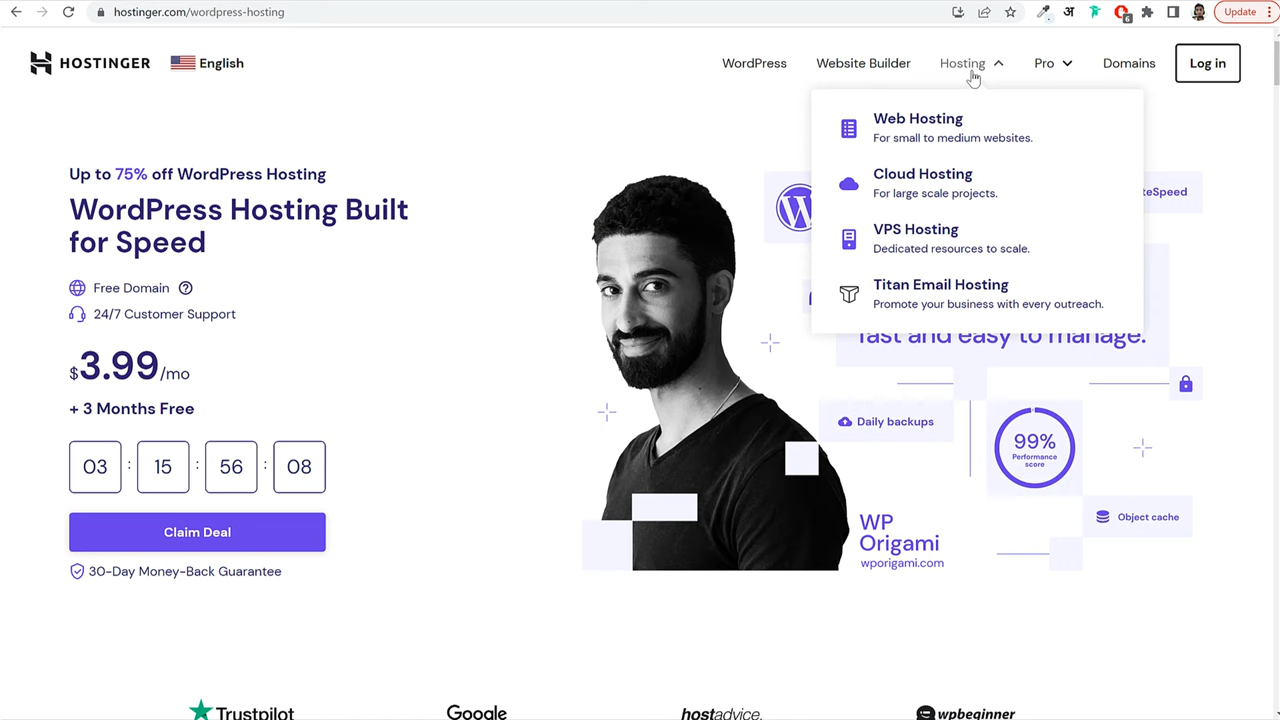 hostinger.com/wordpress-hosting
अ
6
Update
HOSTINGER
English
WordPress
Website Builder
Hosting
Pro
Domains
Log in
Web Hosting
For small to medium websites.
Cloud Hosting
For large scale projects.
VPS Hosting
Dedicated resources to scale.
Titan Email Hosting
Promote your business with every outreach.
Up to 75% off WordPress Hosting
WordPress Hosting Built
for Speed
Free Domain
24/7 Customer Support
$3.99/mo
+ 3 Months Free
03 : 15 : 56 : 08
Claim Deal
30-Day Money-Back Guarantee
fast and easy to manage.
Daily backups
99%
Performance
score
Object cache
WP
Origami
wporigami.com
Trustpilot
Google
hostadvice.
wpbeginner